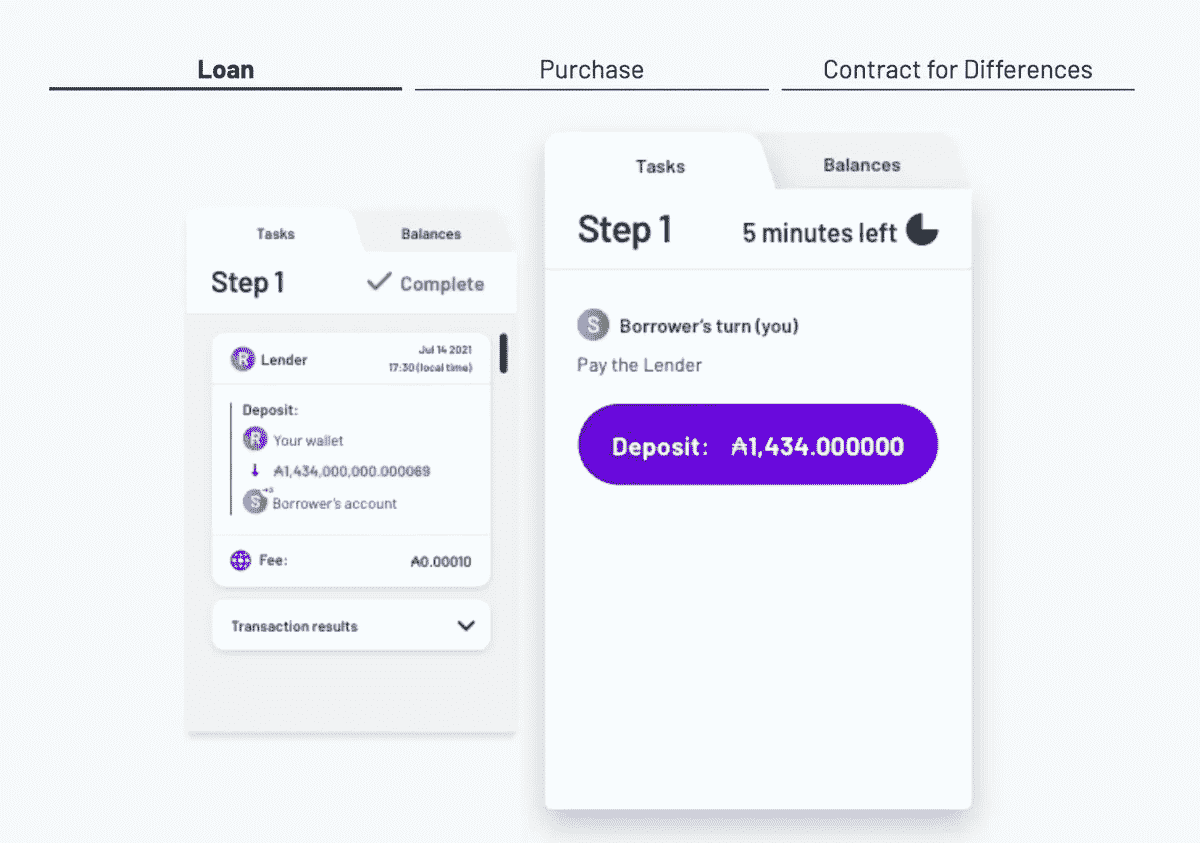 Loan Purchase Contract for Differences
Tasks Balances
Step 1 Complete
R Lender Jul 14 2021
17:30 (local time)
Deposit:
R Your wallet
₳1,434,000,000.000069
S Borrower's account
Fee: ₳0.00010
Transaction results
Tasks Balances
Step 1 5 minutes left
S Borrower's turn (you)
Pay the Lender
Deposit: ₳1,434.000000